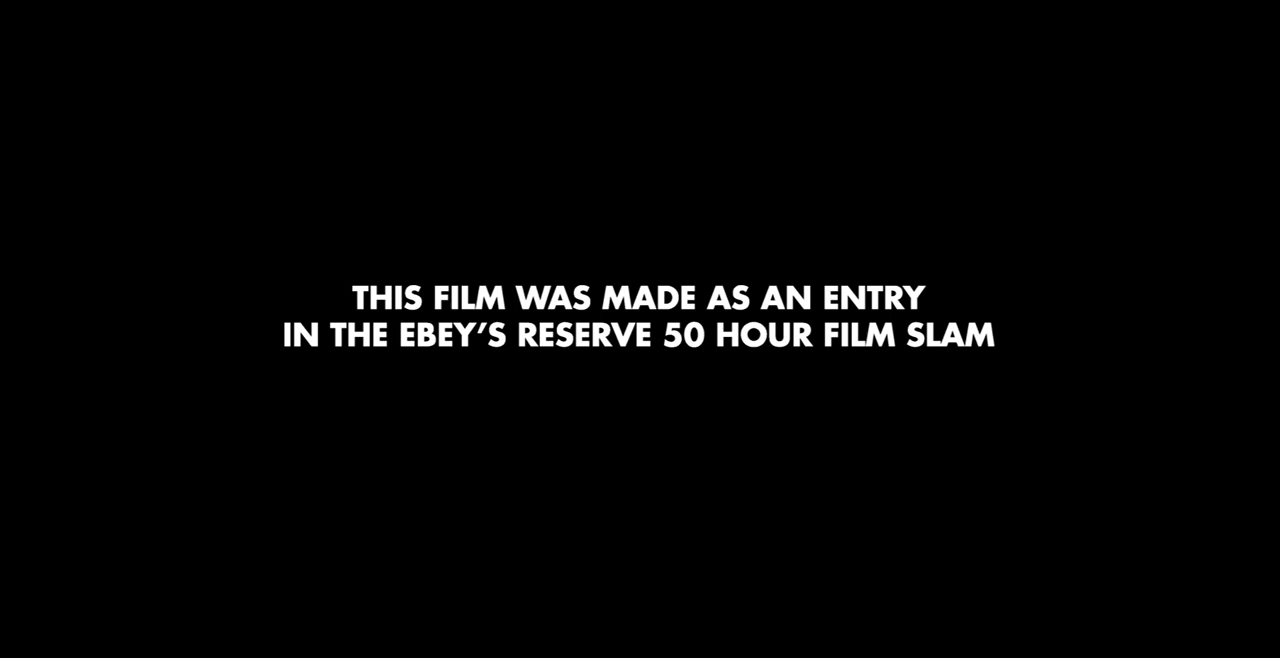 THIS FILM WAS MADE AS AN ENTRY
IN THE EBEY’S RESERVE 50 HOUR FILM SLAM